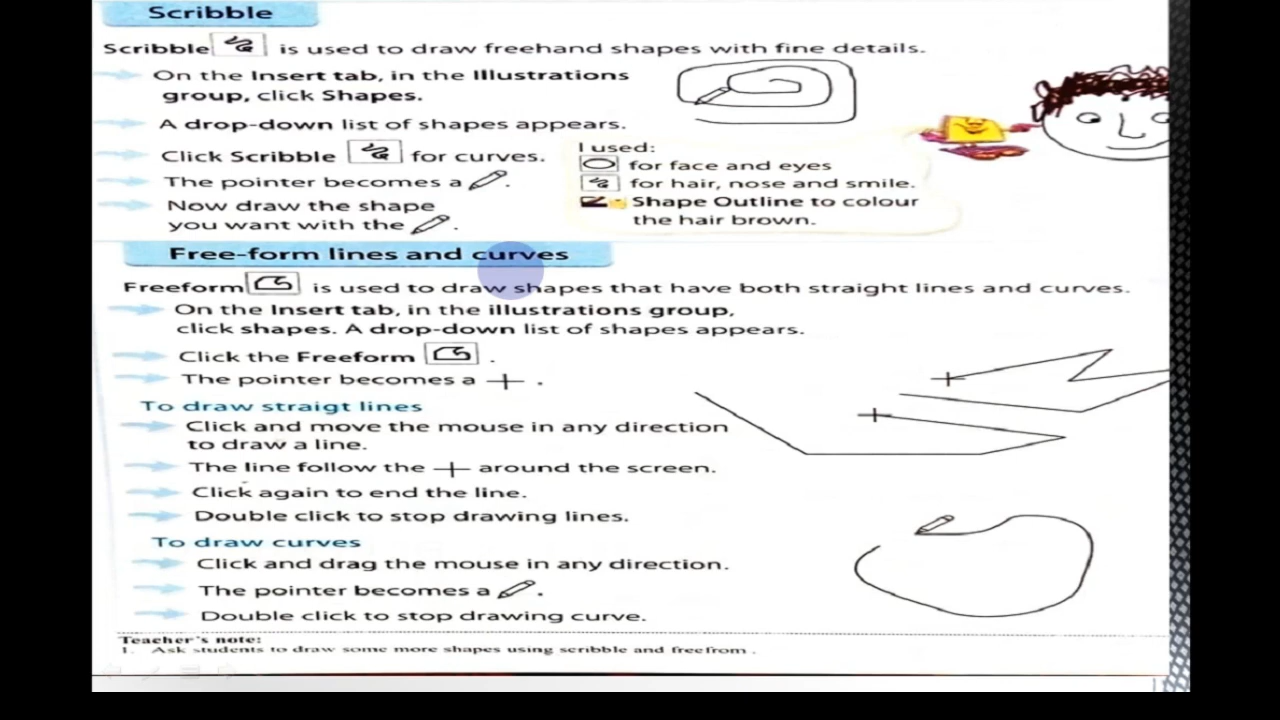 Scribble
Scribble is used to draw freehand shapes with fine details.
On the Insert tab, in the Illustrations
group, click Shapes.
A drop-down list of shapes appears.
Click Scribble for curves.
The pointer becomes a .
Now draw the shape
you want with the .
I used:
for face and eyes
for hair, nose and smile.
Shape Outline to colour
the hair brown.
Free-form lines and curves
Freeform is used to draw shapes that have both straight lines and curves.
On the Insert tab, in the illustrations group,
click shapes. A drop-down list of shapes appears.
Click the Freeform .
The pointer becomes a .
To draw straigt lines
Click and move the mouse in any direction
to draw a line.
The line follow the around the screen.
Click again to end the line.
Double click to stop drawing lines.
To draw curves
Click and drag the mouse in any direction.
The pointer becomes a .
Double click to stop drawing curve.
Teacher's note:
1. Ask students to draw some more shapes using scribble and freefrom .